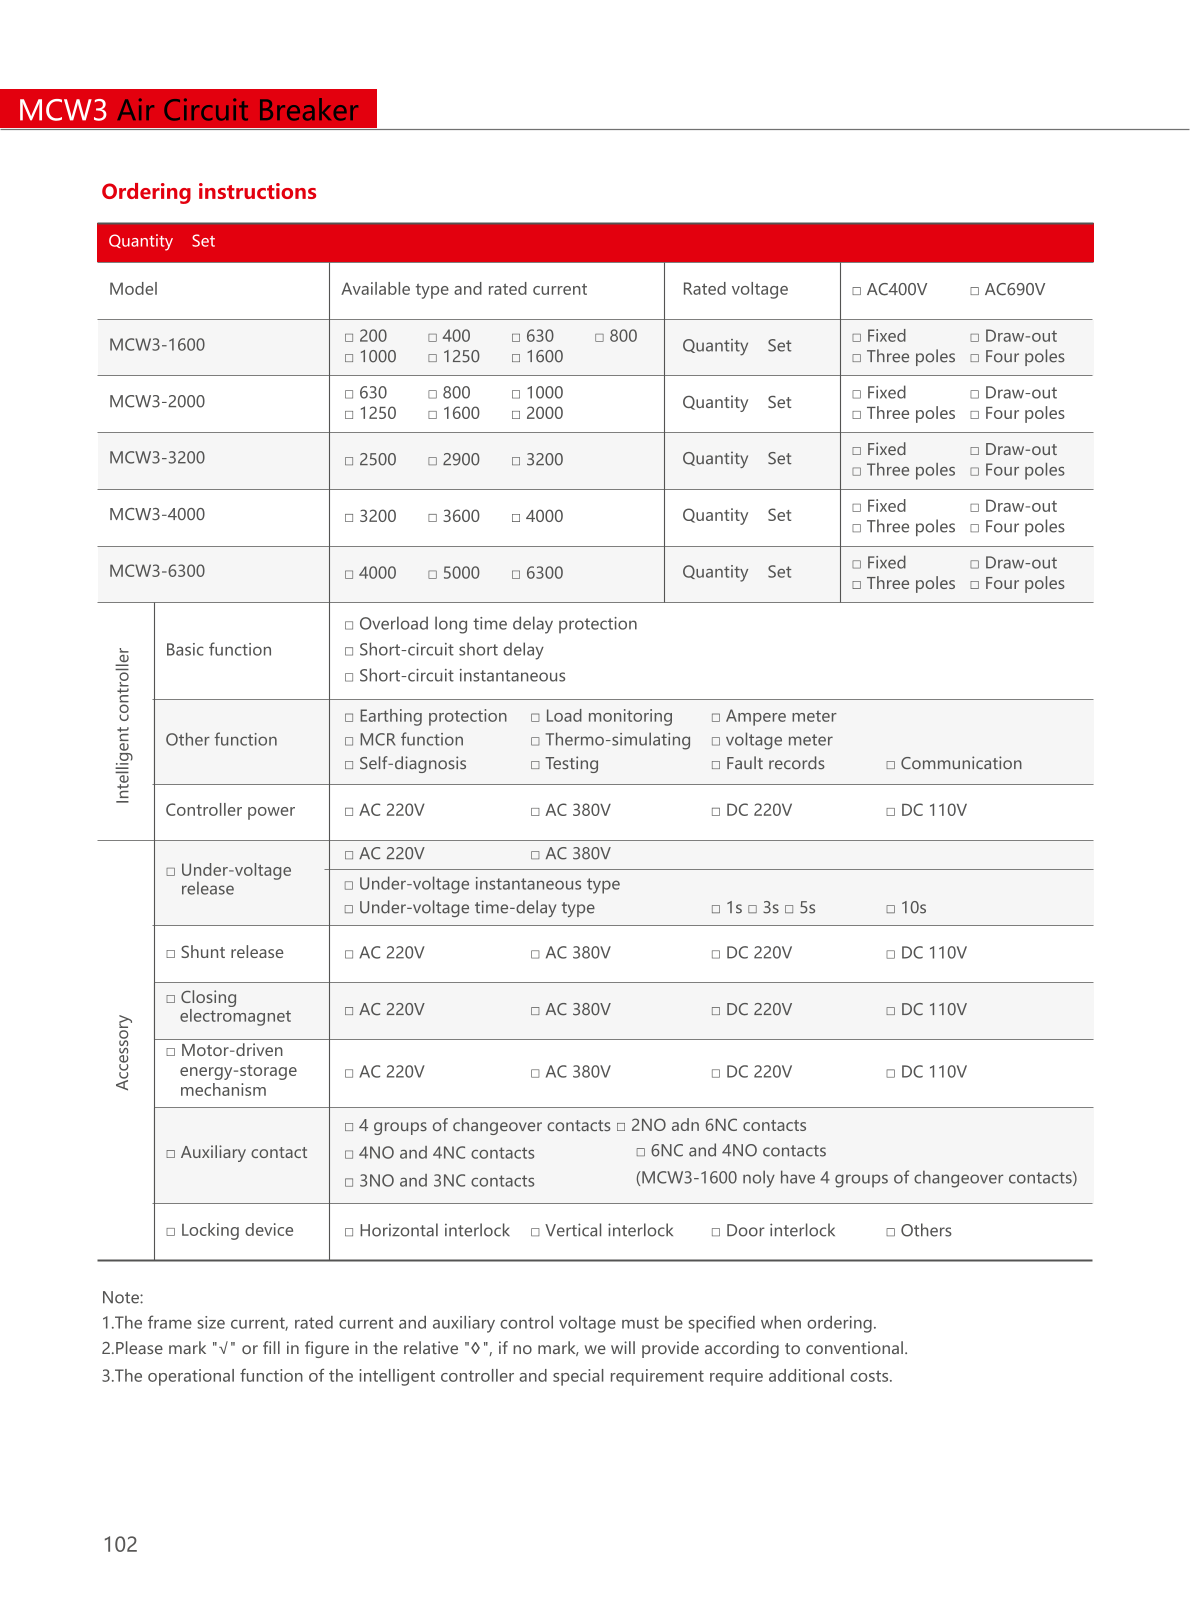 MCW3 Air Circuit Breaker
Ordering instructions
Quantity Set
Model Available type and rated current Rated voltage □ AC400V □ AC690V
MCW3-1600 □ 200 □ 400 □ 630 □ 800 Quantity Set □ Fixed □ Draw-out
□ 1000 □ 1250 □ 1600 □ Three poles □ Four poles
MCW3-2000 □ 630 □ 800 □ 1000 Quantity Set □ Fixed □ Draw-out
□ 1250 □ 1600 □ 2000 □ Three poles □ Four poles
MCW3-3200 □ 2500 □ 2900 □ 3200 Quantity Set □ Fixed □ Draw-out
□ Three poles □ Four poles
MCW3-4000 □ 3200 □ 3600 □ 4000 Quantity Set □ Fixed □ Draw-out
□ Three poles □ Four poles
MCW3-6300 □ 4000 □ 5000 □ 6300 Quantity Set □ Fixed □ Draw-out
□ Three poles □ Four poles
Intelligent controller
Basic function
□ Overload long time delay protection
□ Short-circuit short delay
□ Short-circuit instantaneous
Other function
□ Earthing protection □ Load monitoring □ Ampere meter
□ MCR function □ Thermo-simulating □ voltage meter
□ Self-diagnosis □ Testing □ Fault records □ Communication
Controller power □ AC 220V □ AC 380V □ DC 220V □ DC 110V
Accessory
□ Under-voltage
release
□ AC 220V □ AC 380V
□ Under-voltage instantaneous type
□ Under-voltage time-delay type □ 1s □ 3s □ 5s □ 10s
□ Shunt release □ AC 220V □ AC 380V □ DC 220V □ DC 110V
□ Closing
electromagnet
□ AC 220V □ AC 380V □ DC 220V □ DC 110V
□ Motor-driven
energy-storage
mechanism
□ AC 220V □ AC 380V □ DC 220V □ DC 110V
□ Auxiliary contact
□ 4 groups of changeover contacts □ 2NO adn 6NC contacts
□ 4NO and 4NC contacts □ 6NC and 4NO contacts
□ 3NO and 3NC contacts (MCW3-1600 noly have 4 groups of changeover contacts)
□ Locking device □ Horizontal interlock □ Vertical interlock □ Door interlock □ Others
Note:
1.The frame size current, rated current and auxiliary control voltage must be specified when ordering.
2.Please mark "√" or fill in figure in the relative "◊", if no mark, we will provide according to conventional.
3.The operational function of the intelligent controller and special requirement require additional costs.
102